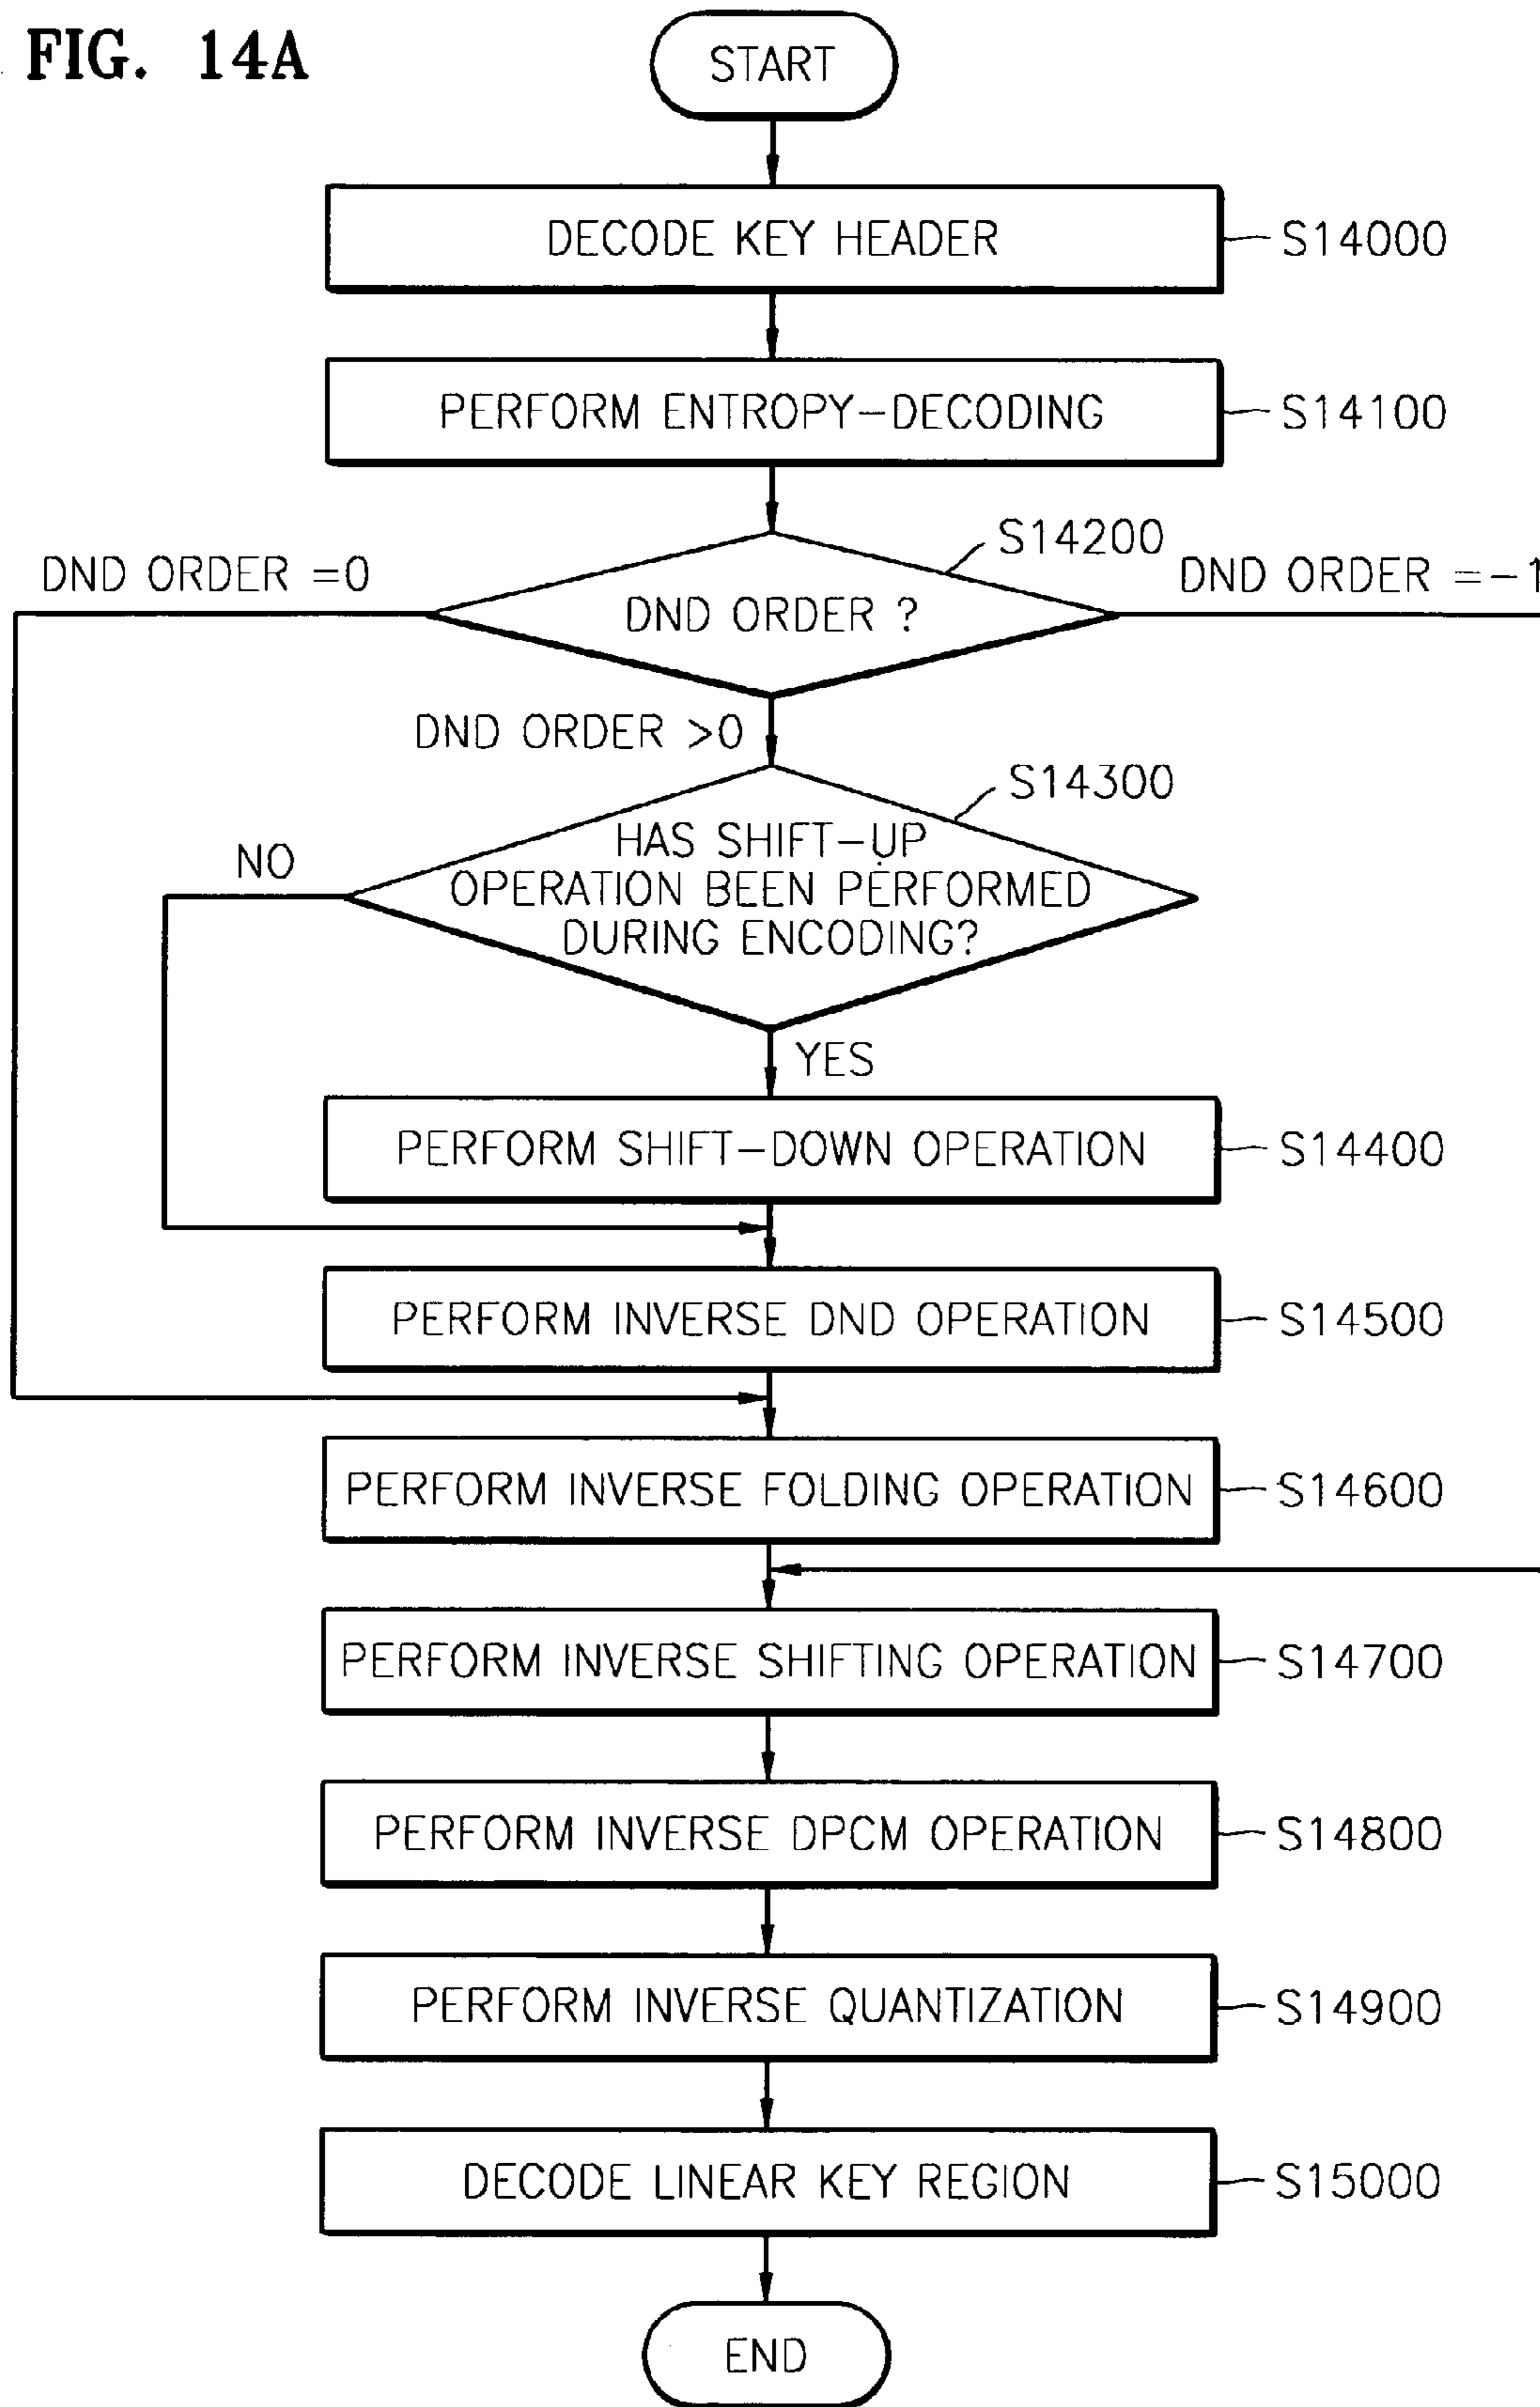 FIG. 14A
START
DECODE KEY HEADER
S14000
PERFORM ENTROPY-DECODING
S14100
S14200
DND ORDER =0
DND ORDER =-1
DND ORDER ?
DND ORDER >0
S14300
HAS SHIFT-UP
OPERATION BEEN PERFORMED
DURING ENCODING?
NO
YES
PERFORM SHIFT-DOWN OPERATION
S14400
PERFORM INVERSE DND OPERATION
S14500
PERFORM INVERSE FOLDING OPERATION
S14600
PERFORM INVERSE SHIFTING OPERATION
S14700
PERFORM INVERSE DPCM OPERATION
S14800
PERFORM INVERSE QUANTIZATION
S14900
DECODE LINEAR KEY REGION
S15000
END